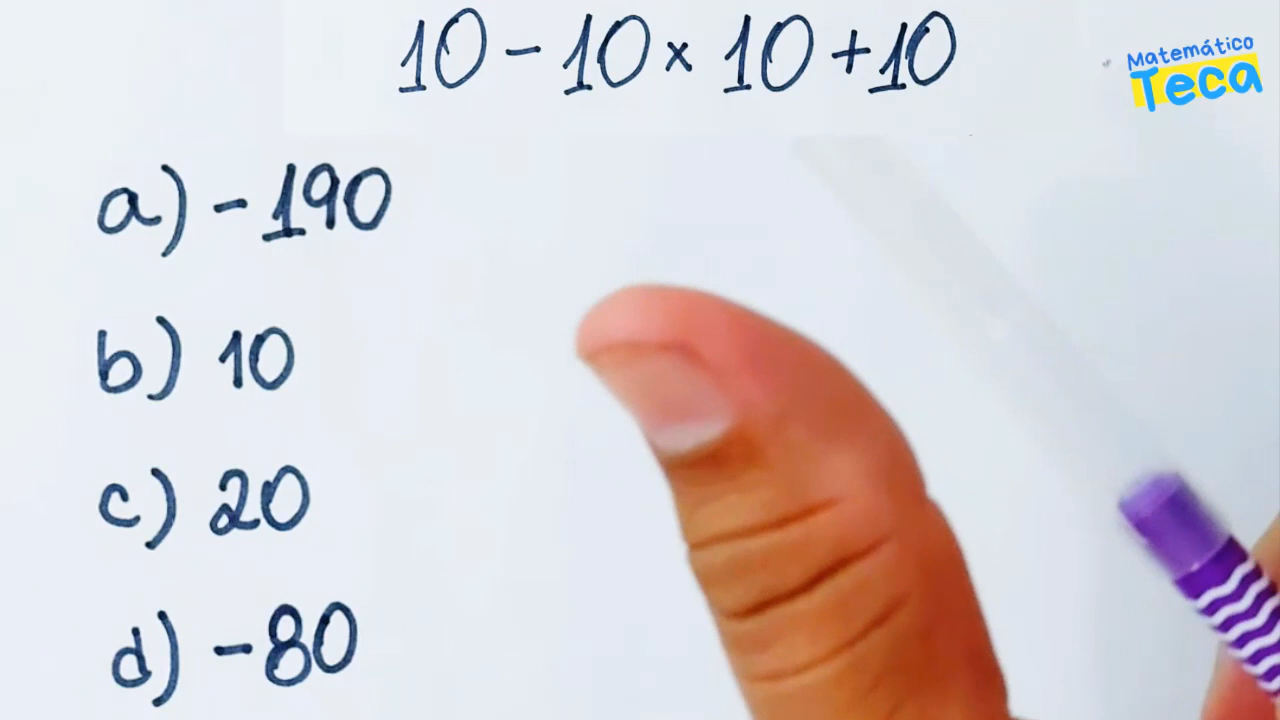 10 - 10 × 10 + 10
Matemático
Teca
a) - 190
b) 10
c) 20
d) - 80